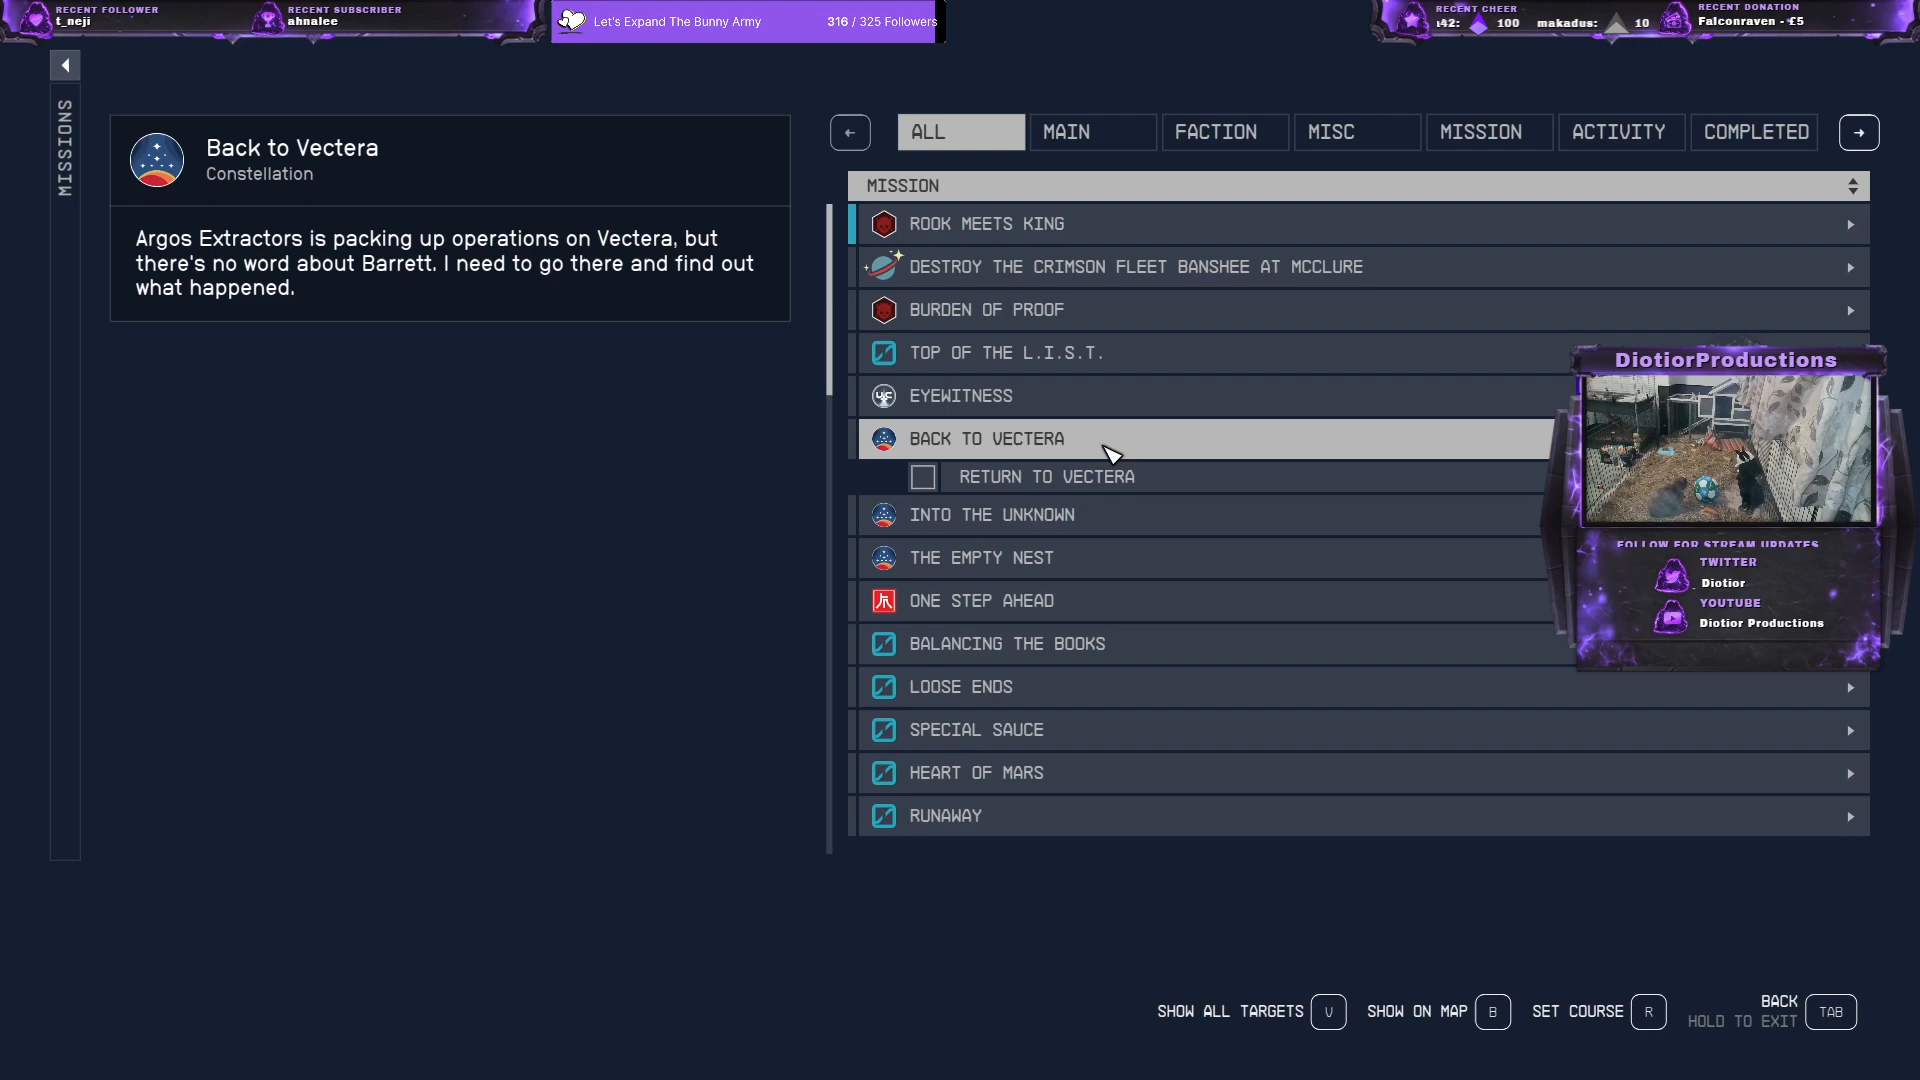 RECENT FOLLOWER
t_neji
RECENT SUBSCRIBER
ahnalee
Let's Expand The Bunny Army
316 / 325 Followers
RECENT CHEER
42: 100 makadus: 10
RECENT DONATION
Falconraven - £5
MISSIONS
Back to Vectera
Constellation
Argos Extractors is packing up operations on Vectera, but
there's no word about Barrett. I need to go there and find out
what happened.
ALL
MAIN
FACTION
MISC
MISSION
ACTIVITY
COMPLETED
MISSION
ROOK MEETS KING
DESTROY THE CRIMSON FLEET BANSHEE AT MCCLURE
BURDEN OF PROOF
TOP OF THE L.I.S.T.
EYEWITNESS
BACK TO VECTERA
RETURN TO VECTERA
INTO THE UNKNOWN
THE EMPTY NEST
ONE STEP AHEAD
BALANCING THE BOOKS
LOOSE ENDS
SPECIAL SAUCE
HEART OF MARS
RUNAWAY
DiotiorProductions
FOLLOW FOR STREAM UPDATES
TWITTER
Diotior
YOUTUBE
Diotior Productions
SHOW ALL TARGETS V
SHOW ON MAP B
SET COURSE R
BACK
HOLD TO EXIT
TAB